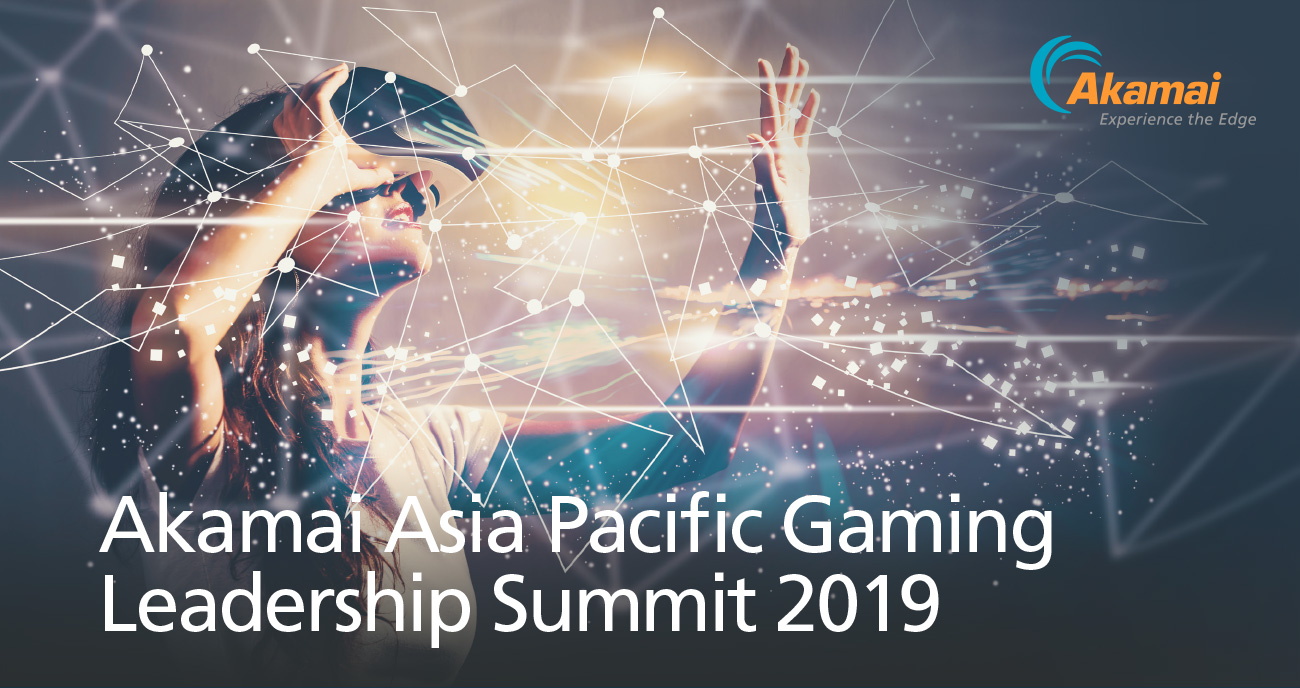 Akamai
Experience the Edge
Akamai Asia Pacific Gaming
Leadership Summit 2019